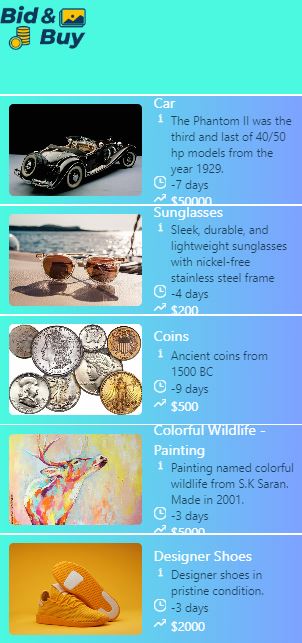 Bid &
Buy
Car
The Phantom II was the
third and last of 40/50
hp models from the
year 1929.
-7 days
$50000
Sunglasses
Sleek, durable, and
lightweight sunglasses
with nickel-free
stainless steel frame
-4 days
$200
Coins
Ancient coins from
1500 BC
-9 days
$500
Colorful Wildlife -
Painting
Painting named colorful
wildlife from S.K Saran.
Made in 2001.
-3 days
$5000
Designer Shoes
Designer shoes in
pristine condition.
-3 days
$2000